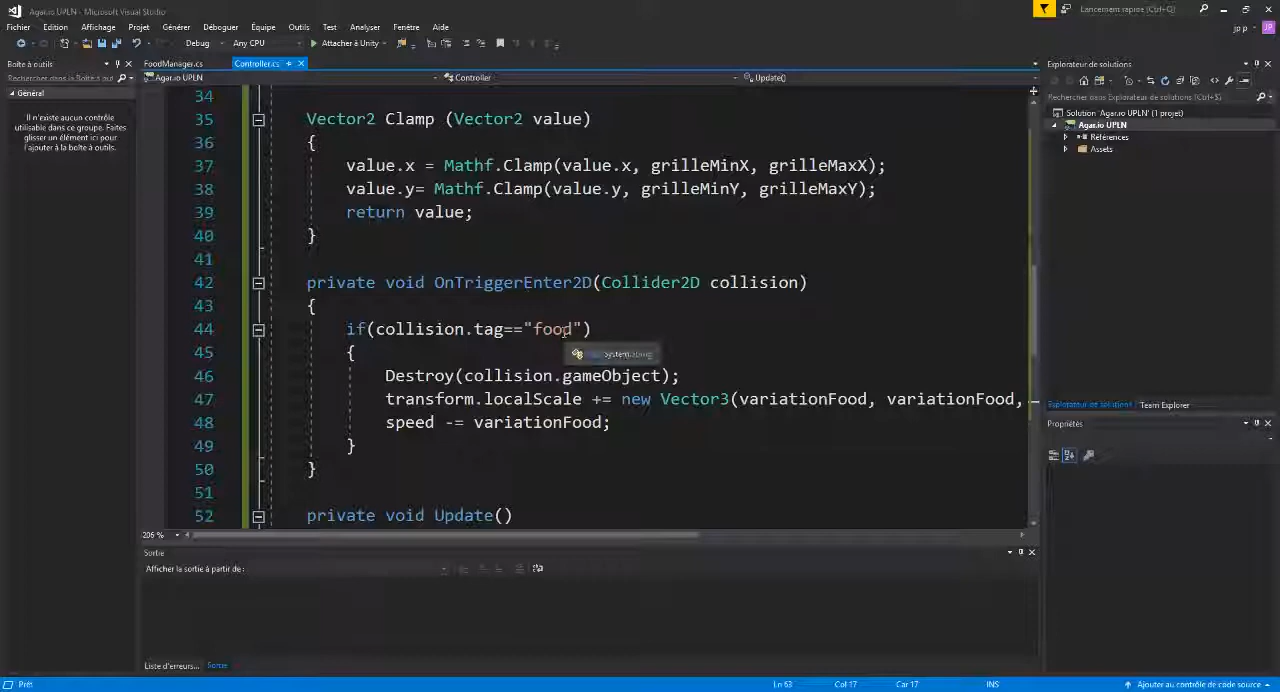 Agar.io UPLN - Microsoft Visual Studio
Lancement rapide (Ctrl+Q)
Fichier Edition Affichage Projet Générer Déboguer Équipe Outils Test Analyser Fenêtre Aide
jp p JP
Debug Any CPU Attacher à Unity
Boîte à outils
FoodManager.cs Controller.cs
Explorateur de solutions
Rechercher dans Boîte à outils
Agar.io UPLN Controller Update()
Général
Il n'existe aucun contrôle
utilisable dans ce groupe. Faites
glisser un élément ici pour
l'ajouter à la boîte à outils.
Rechercher dans Explorateur de solutions (Ctrl+$)
Solution 'Agar.io UPLN' (1 projet)
Agar.io UPLN
Références
Assets
34
35 Vector2 Clamp (Vector2 value)
36 {
37 value.x = Mathf.Clamp(value.x, grilleMinX, grilleMaxX);
38 value.y= Mathf.Clamp(value.y, grilleMinY, grilleMaxY);
39 return value;
40 }
41
42 private void OnTriggerEnter2D(Collider2D collision)
43 {
44 if(collision.tag=="food")
45 {
System.String
46 Destroy(collision.gameObject);
47 transform.localScale += new Vector3(variationFood, variationFood,
48 speed -= variationFood;
49 }
50 }
51
52 private void Update()
206 %
Explorateur de solutions Team Explorer
Propriétés
Sortie
Afficher la sortie à partir de :
Liste d'erreurs... Sortie
Prêt Ln 63 Col 17 Car 17 INS Ajouter au contrôle de code source